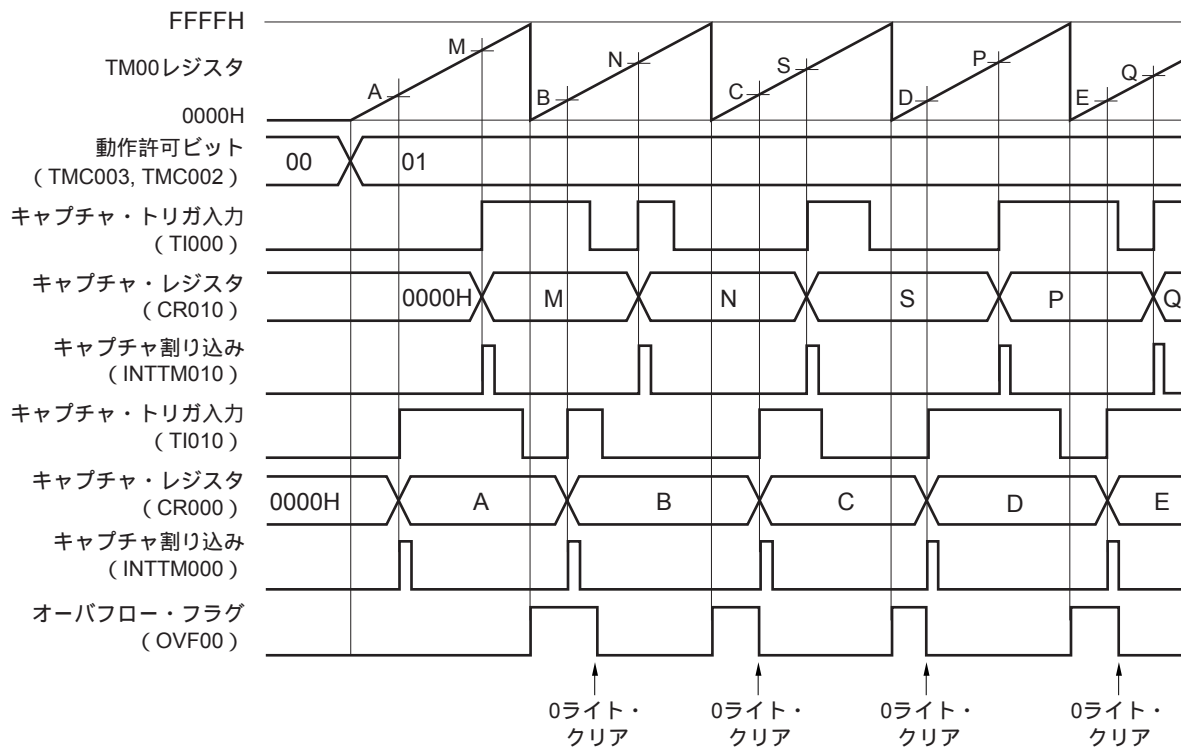 FFFFH
TM00レジスタ
0000H
A M B N C S D P E Q
動作許可ビット
（TMC003, TMC002）
00 01
キャプチャ・トリガ入力
（TI000）
キャプチャ・レジスタ
（CR010）
0000H M N S P Q
キャプチャ割り込み
（INTTM010）
キャプチャ・トリガ入力
（TI010）
キャプチャ・レジスタ
（CR000）
0000H A B C D E
キャプチャ割り込み
（INTTM000）
オーバフロー・フラグ
（OVF00）
0ライト・
クリア
0ライト・
クリア
0ライト・
クリア
0ライト・
クリア